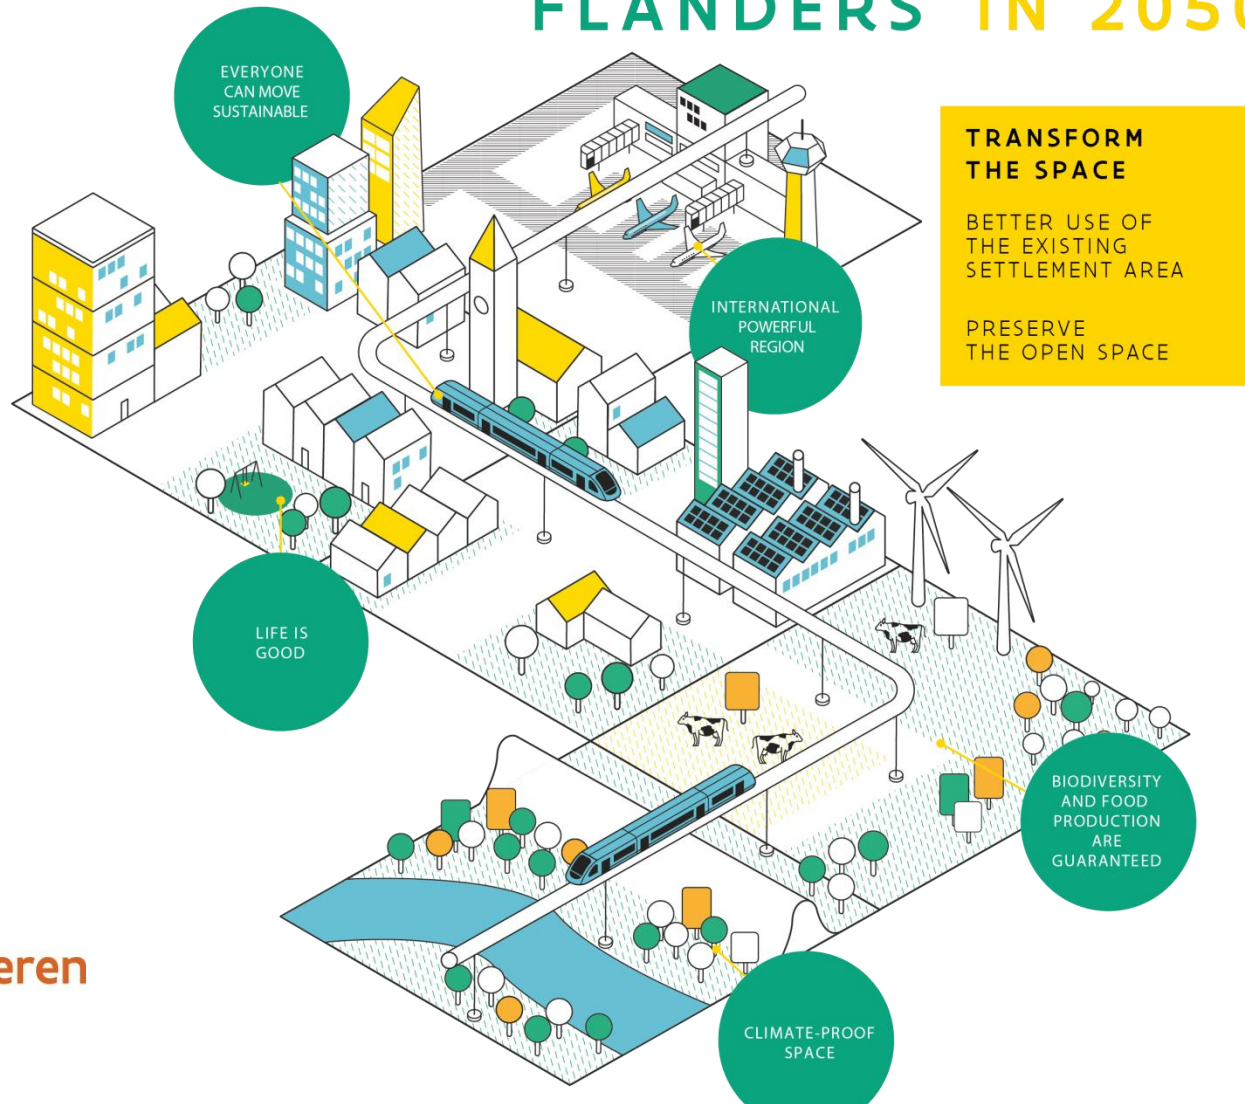 FLANDERS IN 2050
EVERYONE
CAN MOVE
SUSTAINABLE
TRANSFORM
THE SPACE
BETTER USE OF
THE EXISTING
SETTLEMENT AREA
PRESERVE
THE OPEN SPACE
INTERNATIONAL
POWERFUL
REGION
LIFE IS
GOOD
BIODIVERSITY
AND FOOD
PRODUCTION
ARE
GUARANTEED
eren
CLIMATE-PROOF
SPACE